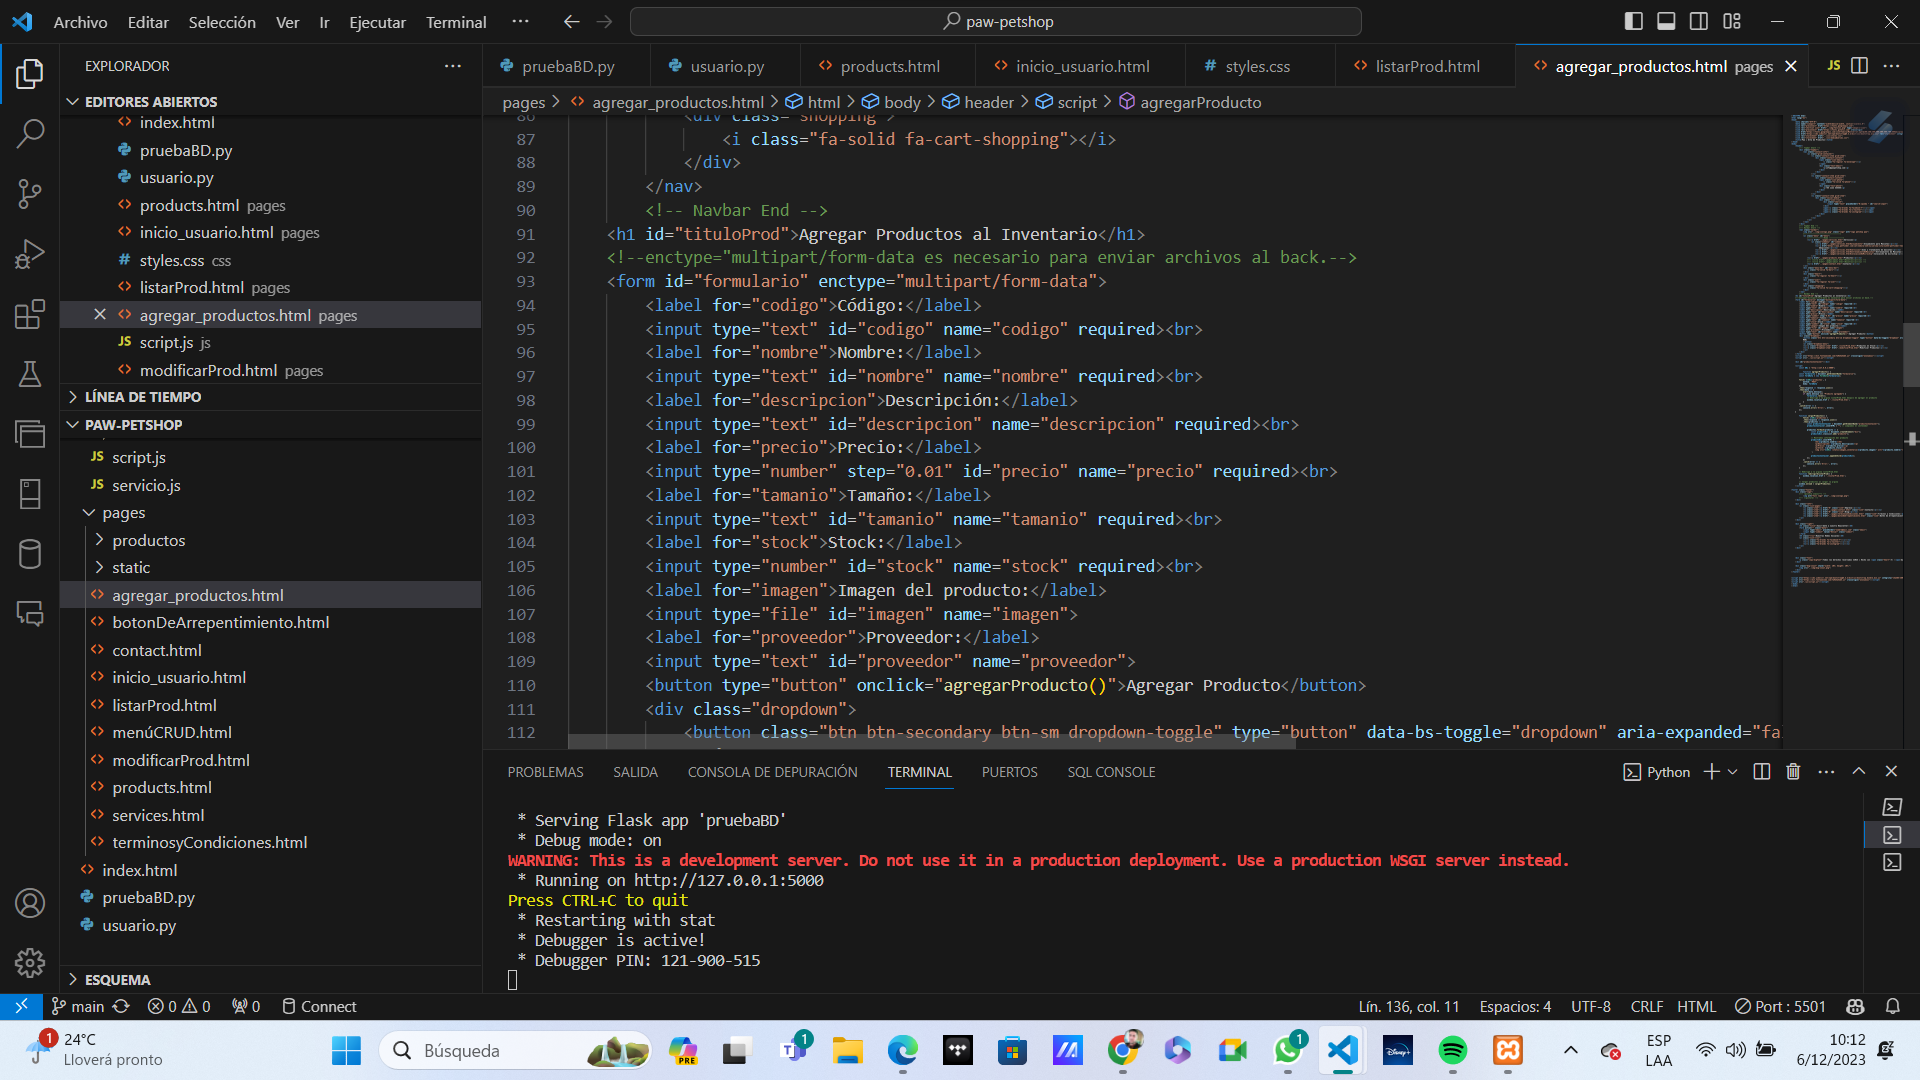 Archivo Editar Selección Ver Ir Ejecutar Terminal ··· paw-petshop
EXPLORADOR
EDITORES ABIERTOS
index.html
pruebaBD.py
usuario.py
products.html pages
inicio_usuario.html pages
styles.css css
listarProd.html pages
agregar_productos.html pages
script.js js
modificarProd.html pages
LÍNEA DE TIEMPO
PAW-PETSHOP
script.js
servicio.js
pages
productos
static
agregar_productos.html
botonDeArrepentimiento.html
contact.html
inicio_usuario.html
listarProd.html
menúCRUD.html
modificarProd.html
products.html
services.html
terminosyCondiciones.html
index.html
pruebaBD.py
usuario.py
ESQUEMA
pruebaBD.py usuario.py products.html inicio_usuario.html styles.css listarProd.html agregar_productos.html pages JS
pages > agregar_productos.html > html > body > header > script > agregarProducto
86 <div class="shopping">
87 <i class="fa-solid fa-cart-shopping"></i>
88 </div>
89 </nav>
90 <!-- Navbar End -->
91 <h1 id="tituloProd">Agregar Productos al Inventario</h1>
92 <!--enctype="multipart/form-data es necesario para enviar archivos al back.-->
93 <form id="formulario" enctype="multipart/form-data">
94 <label for="codigo">Código:</label>
95 <input type="text" id="codigo" name="codigo" required><br>
96 <label for="nombre">Nombre:</label>
97 <input type="text" id="nombre" name="nombre" required><br>
98 <label for="descripcion">Descripción:</label>
99 <input type="text" id="descripcion" name="descripcion" required><br>
100 <label for="precio">Precio:</label>
101 <input type="number" step="0.01" id="precio" name="precio" required><br>
102 <label for="tamanio">Tamaño:</label>
103 <input type="text" id="tamanio" name="tamanio" required><br>
104 <label for="stock">Stock:</label>
105 <input type="number" id="stock" name="stock" required><br>
106 <label for="imagen">Imagen del producto:</label>
107 <input type="file" id="imagen" name="imagen">
108 <label for="proveedor">Proveedor:</label>
109 <input type="text" id="proveedor" name="proveedor">
110 <button type="button" onclick="agregarProducto()">Agregar Producto</button>
111 <div class="dropdown">
112 <button class="btn btn-secondary btn-sm dropdown-toggle" type="button" data-bs-toggle="dropdown" aria-expanded="fa
PROBLEMAS SALIDA CONSOLA DE DEPURACIÓN TERMINAL PUERTOS SQL CONSOLE Python
* Serving Flask app 'pruebaBD'
* Debug mode: on
WARNING: This is a development server. Do not use it in a production deployment. Use a production WSGI server instead.
* Running on http://127.0.0.1:5000
Press CTRL+C to quit
* Restarting with stat
* Debugger is active!
* Debugger PIN: 121-900-515
main 0 0 0 Connect Lín. 136, col. 11 Espacios: 4 UTF-8 CRLF HTML Port : 5501
1 24°C
Lloverá pronto
Búsqueda
PRE
1
Disney+
1
ESP
LAA
10:12
6/12/2023